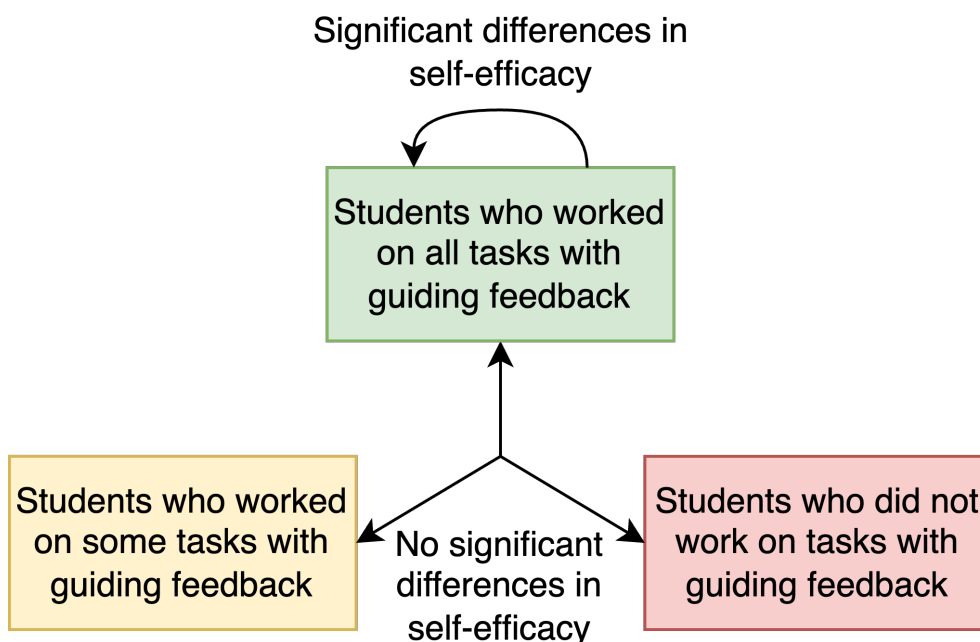 Significant differences in
self-efficacy
Students who worked
on all tasks with
guiding feedback
Students who worked
on some tasks with
guiding feedback
No significant
differences in
self-efficacy
Students who did not
work on tasks with
guiding feedback